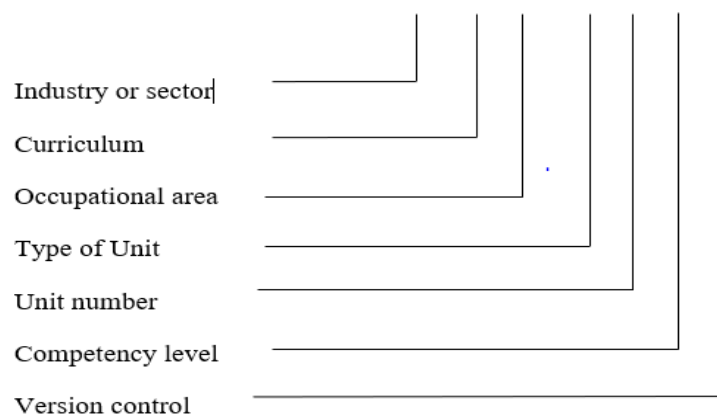 Industry or sector
Curriculum
Occupational area
Type of Unit
Unit number
Competency level
Version control